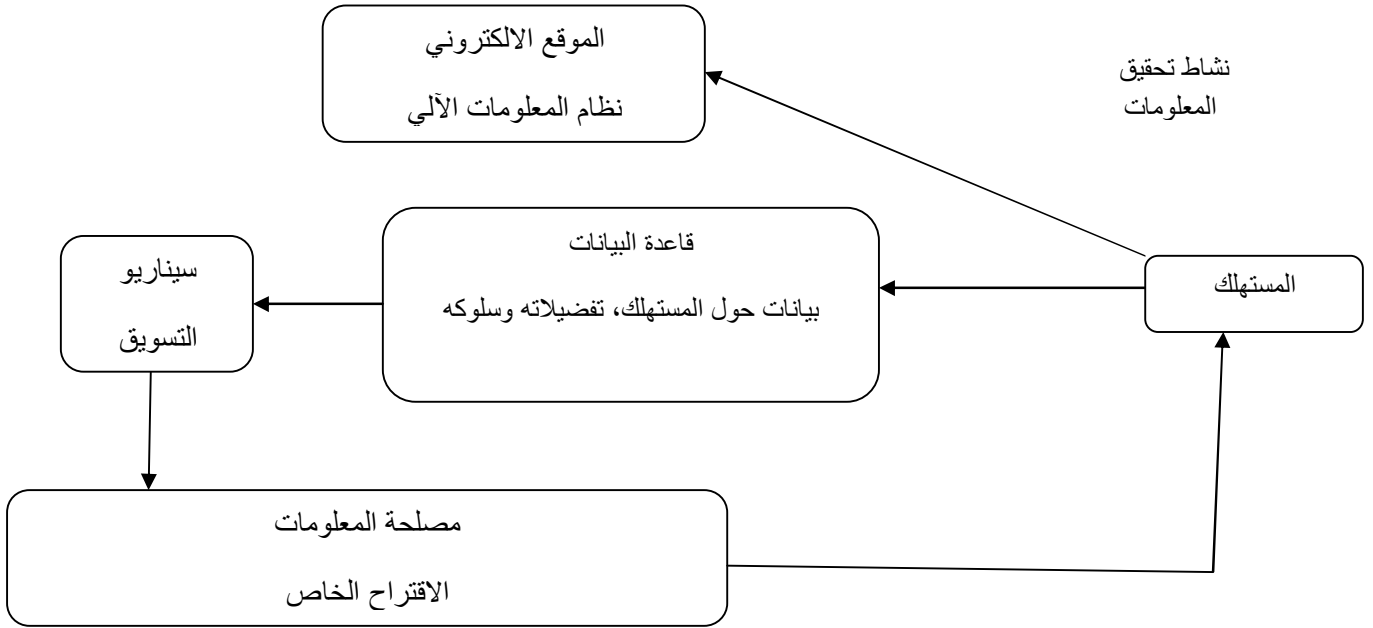 الموقع الالكتروني
نظام المعلومات الآلي
نشاط تحقيق
المعلومات
المستهلك
قاعدة البيانات
بيانات حول المستهلك، تفضيلاته وسلوكه
سيناريو
التسويق
مصلحة المعلومات
الاقتراح الخاص